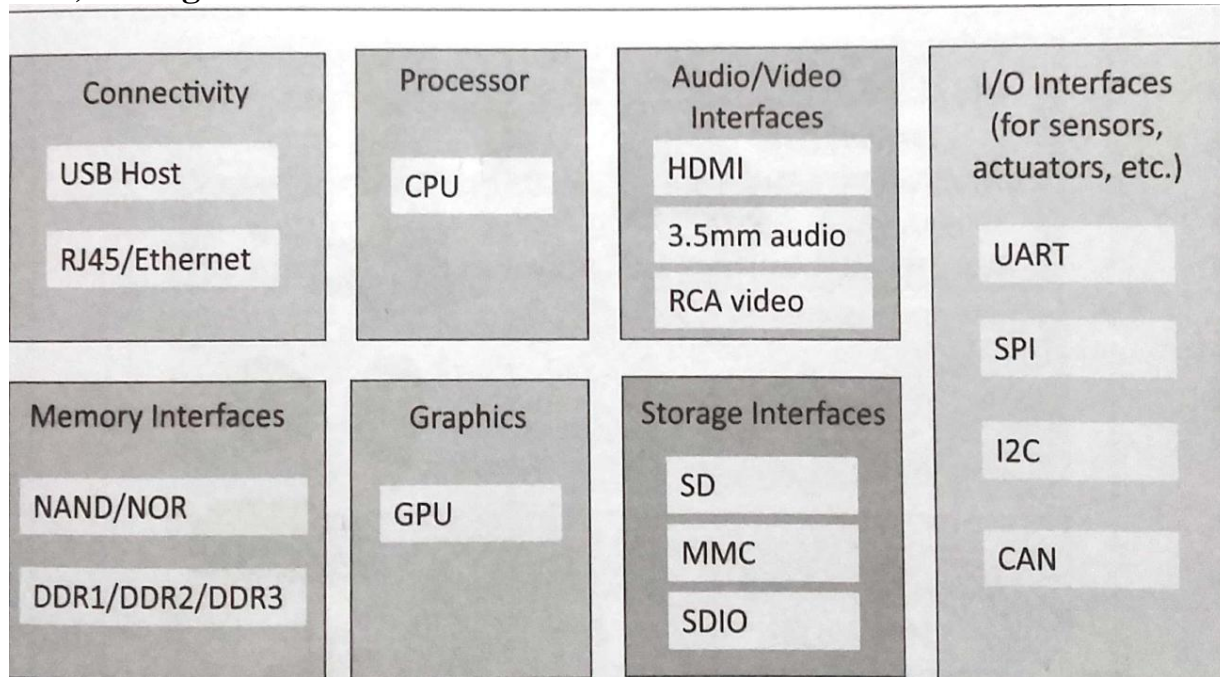 Connectivity
USB Host
RJ45/Ethernet
Processor
CPU
Audio/Video
Interfaces
HDMI
3.5mm audio
RCA video
I/O Interfaces
(for sensors,
actuators, etc.)
UART
SPI
I2C
CAN
Memory Interfaces
NAND/NOR
DDR1/DDR2/DDR3
Graphics
GPU
Storage Interfaces
SD
MMC
SDIO